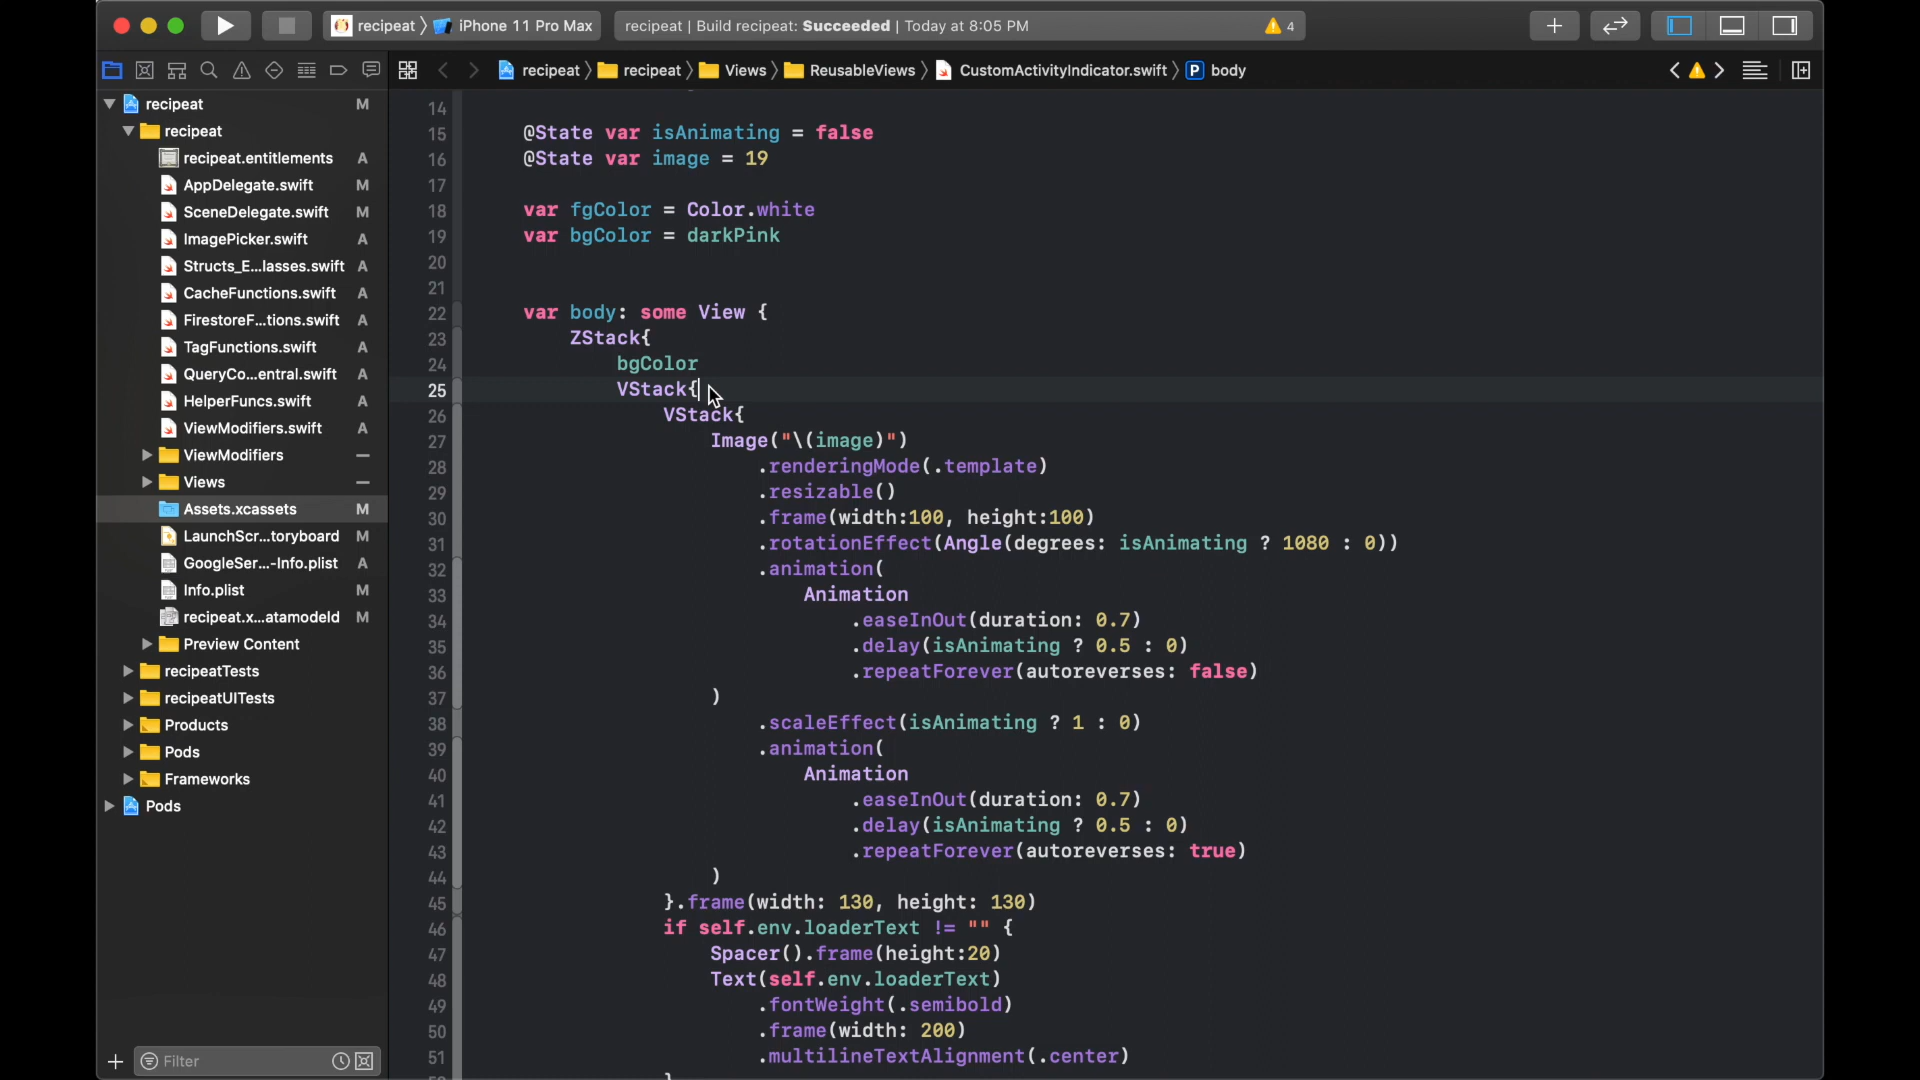 recipeat 〉 iPhone 11 Pro Max
recipeat | Build recipeat: Succeeded | Today at 8:05 PM
4
recipeat 〉 recipeat 〉 Views 〉 ReusableViews 〉 CustomActivityIndicator.swift 〉 P body
recipeat M
recipeat
recipeat.entitlements A
AppDelegate.swift M
SceneDelegate.swift M
ImagePicker.swift A
Structs_E...lasses.swift A
CacheFunctions.swift A
FirestoreF...tions.swift A
TagFunctions.swift A
QueryCo...entral.swift A
HelperFuncs.swift A
ViewModifiers.swift A
ViewModifiers
Views
Assets.xcassets M
LaunchScr...toryboard M
GoogleSer...-Info.plist A
Info.plist M
recipeat.x...atamodeld M
Preview Content
recipeatTests
recipeatUITests
Products
Pods
Frameworks
Pods
Filter
14
15 @State var isAnimating = false
16 @State var image = 19
17
18 var fgColor = Color.white
19 var bgColor = darkPink
20
21
22 var body: some View {
23 ZStack{
24 bgColor
25 VStack{
26 VStack{
27 Image("\(image)")
28 .renderingMode(.template)
29 .resizable()
30 .frame(width:100, height:100)
31 .rotationEffect(Angle(degrees: isAnimating ? 1080 : 0))
32 .animation(
33 Animation
34 .easeInOut(duration: 0.7)
35 .delay(isAnimating ? 0.5 : 0)
36 .repeatForever(autoreverses: false)
37 )
38 .scaleEffect(isAnimating ? 1 : 0)
39 .animation(
40 Animation
41 .easeInOut(duration: 0.7)
42 .delay(isAnimating ? 0.5 : 0)
43 .repeatForever(autoreverses: true)
44 )
45 }.frame(width: 130, height: 130)
46 if self.env.loaderText != "" {
47 Spacer().frame(height:20)
48 Text(self.env.loaderText)
49 .fontWeight(.semibold)
50 .frame(width: 200)
51 .multilineTextAlignment(.center)